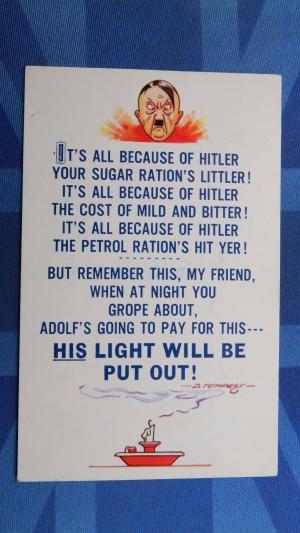 IT'S ALL BECAUSE OF HITLER
YOUR SUGAR RATION'S LITTLER!
IT'S ALL BECAUSE OF HITLER
THE COST OF MILD AND BITTER!
IT'S ALL BECAUSE OF HITLER
THE PETROL RATION'S HIT YER!
---------
BUT REMEMBER THIS, MY FRIEND,
WHEN AT NIGHT YOU
GROPE ABOUT,
ADOLF'S GOING TO PAY FOR THIS---
HIS LIGHT WILL BE
PUT OUT!
—D. TEMPEST—